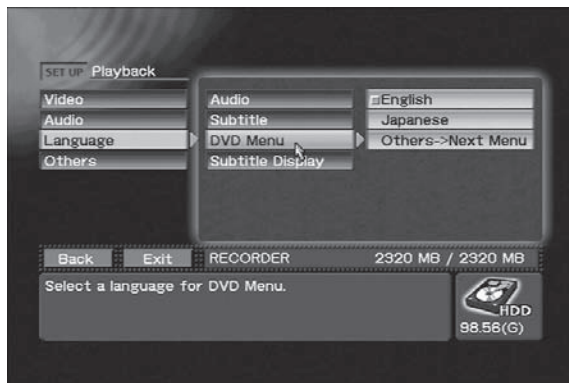 SET UP Playback
Video
Audio
Language
Others
Audio
Subtitle
DVD Menu
Subtitle Display
English
Japanese
Others->Next Menu
Back
Exit
RECORDER
2320 MB / 2320 MB
Select a language for DVD Menu.
HDD
98.56(G)